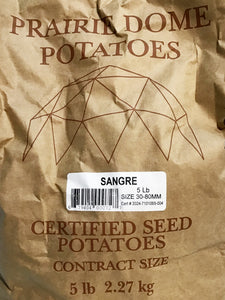 PRAIRIE DOME
POTATOES
SANGRE
5 Lb
SIZE 30-80MM
CERTIFIED SEED
POTATOES
CONTRACT SIZE
5 lb 2.27 kg